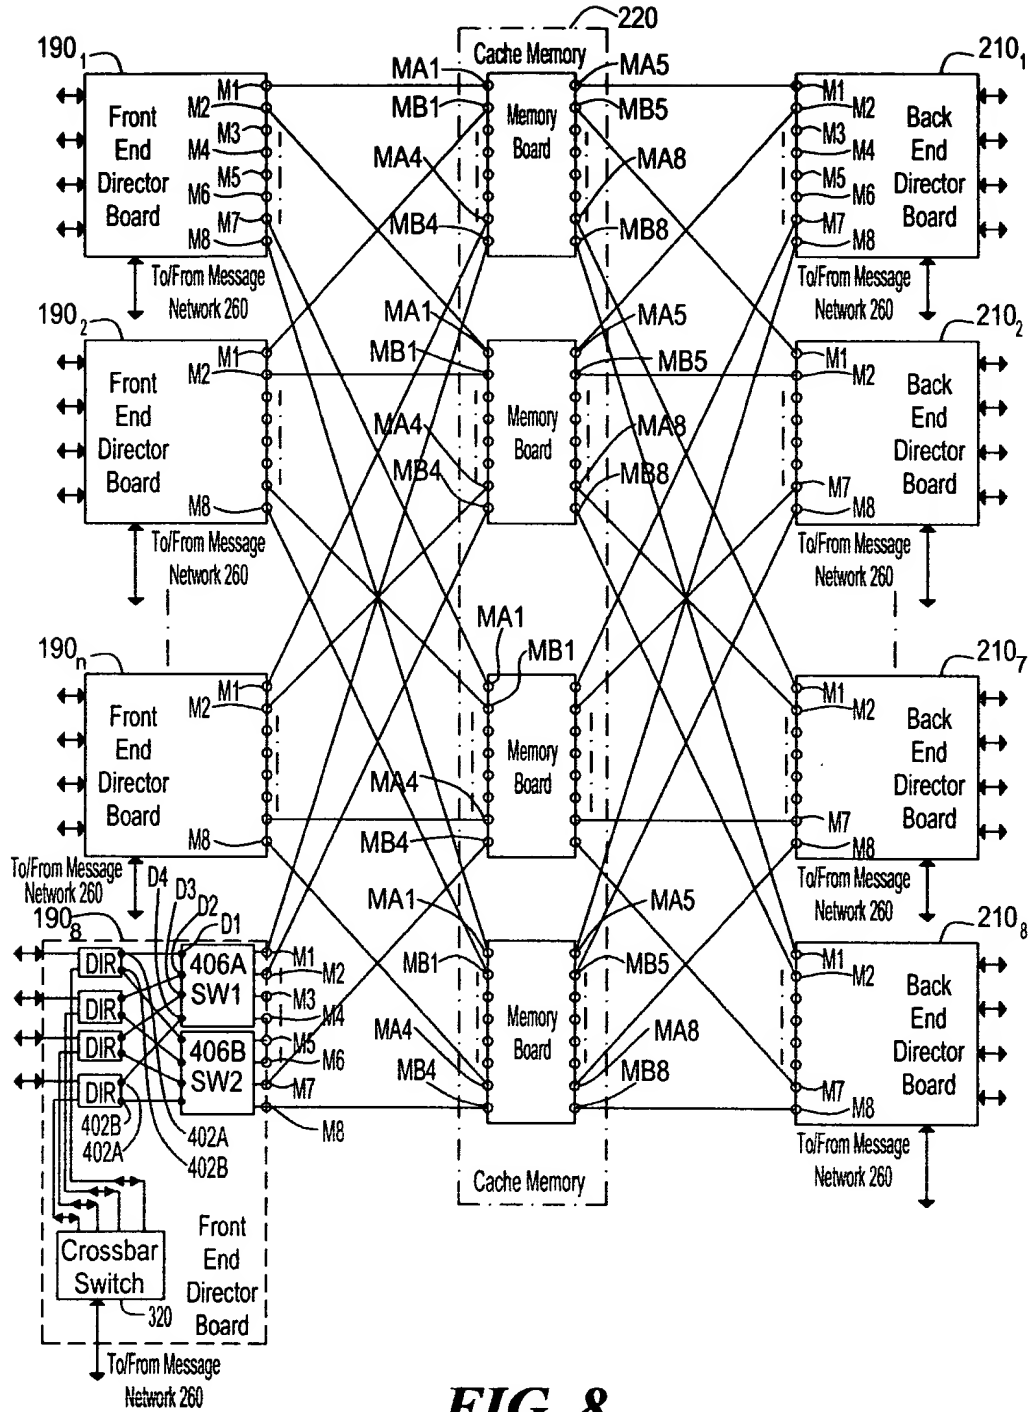 220
Cache Memory
190 1
Front
End
Director
Board
M1
M2
M3
M4
M5
M6
M7
M8
To/From Message
Network 260
MA1
MB1
MA4
MB4
Memory
Board
MA5
MB5
MA8
MB8
210 1
M1
M2
M3
M4
M5
M6
M7
M8
Back
End
Director
Board
To/From Message
Network 260
190 2
Front
End
Director
Board
M1
M2
M8
To/From Message
Network 260
MA1
MB1
MA4
MB4
Memory
Board
MA5
MB5
MA8
MB8
210 2
M1
M2
M7
M8
Back
End
Director
Board
To/From Message
Network 260
190 n
Front
End
Director
Board
M1
M2
M8
To/From Message
Network 260
MA1
MB1
MA4
MB4
Memory
Board
210 7
M1
M2
M7
M8
Back
End
Director
Board
To/From Message
Network 260
190 8
D4
D3
D2
D1
DIR
DIR
DIR
DIR
406A
SW1
406B
SW2
M1
M2
M3
M4
M5
M6
M7
M8
402B
402A
402A
402B
Crossbar
Switch
320
Front
End
Director
Board
To/From Message
Network 260
MA1
MB1
MA4
MB4
Memory
Board
MA5
MB5
MA8
MB8
Cache Memory
210 8
M1
M2
M7
M8
Back
End
Director
Board
To/From Message
Network 260
FIG. 8